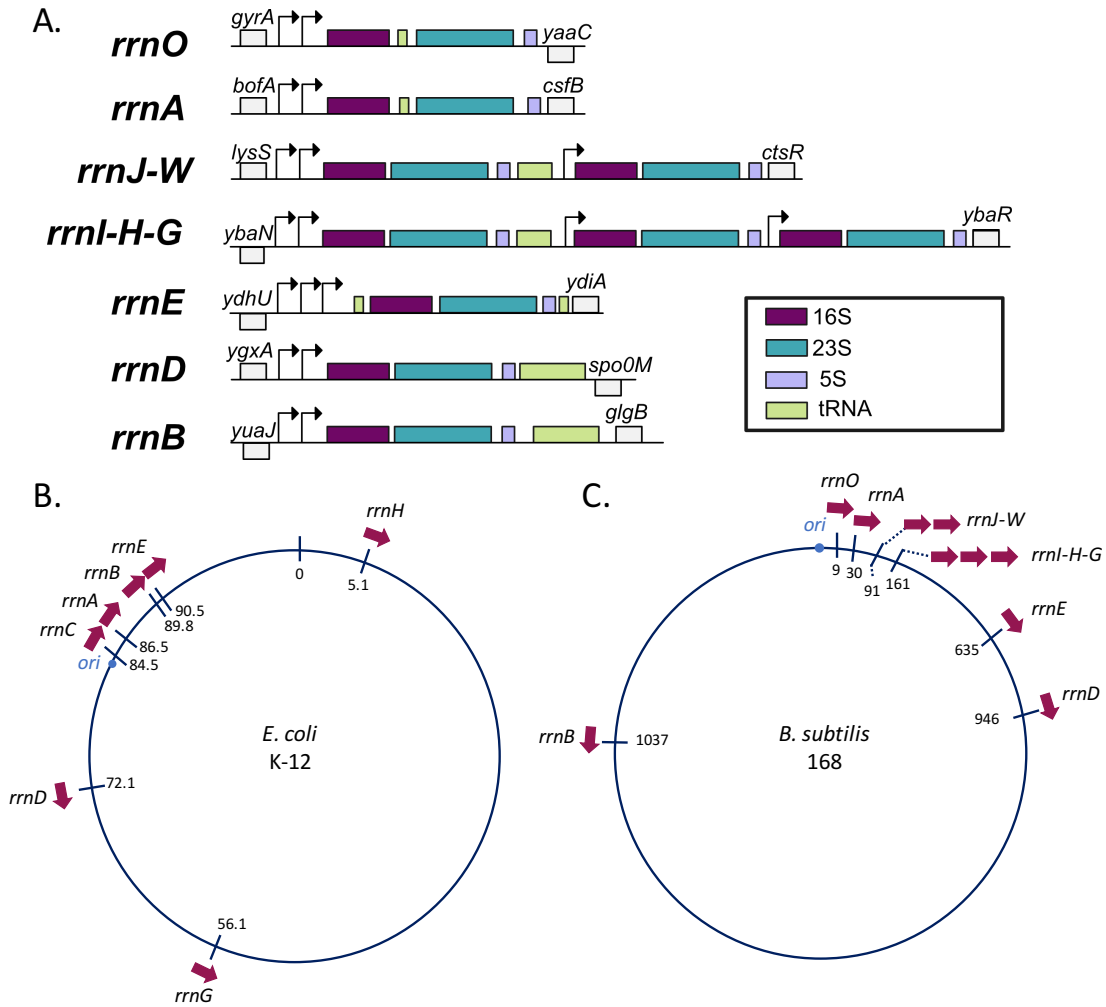 A.
rrnO
gyrA
yaaC
rrnA
bofA
csfB
rrnJ-W
lysS
ctsR
rrnI-H-G
ybaN
ybaR
rrnE
ydhU
ydiA
rrnD
ygxA
spo0M
rrnB
yuaJ
glgB
16S
23S
5S
tRNA
B.
rrnH
rrnE
rrnB
rrnA
rrnC
ori
0
5.1
90.5
89.8
86.5
84.5
E. coli
K-12
rrnD
72.1
56.1
rrnG
C.
rrnO
rrnA
rrnJ-W
ori
rrnI-H-G
9
30
91
161
rrnE
635
rrnD
946
rrnB
1037
B. subtilis
168